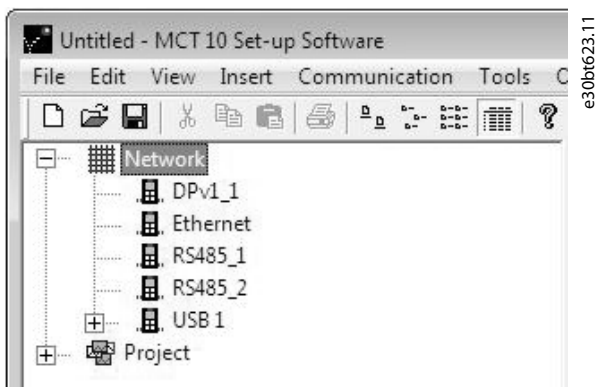 Untitled - MCT 10 Set-up Software
File Edit View Insert Communication Tools
Network
DPv1_1
Ethernet
RS485_1
RS485_2
USB 1
Project
e30bt623.11